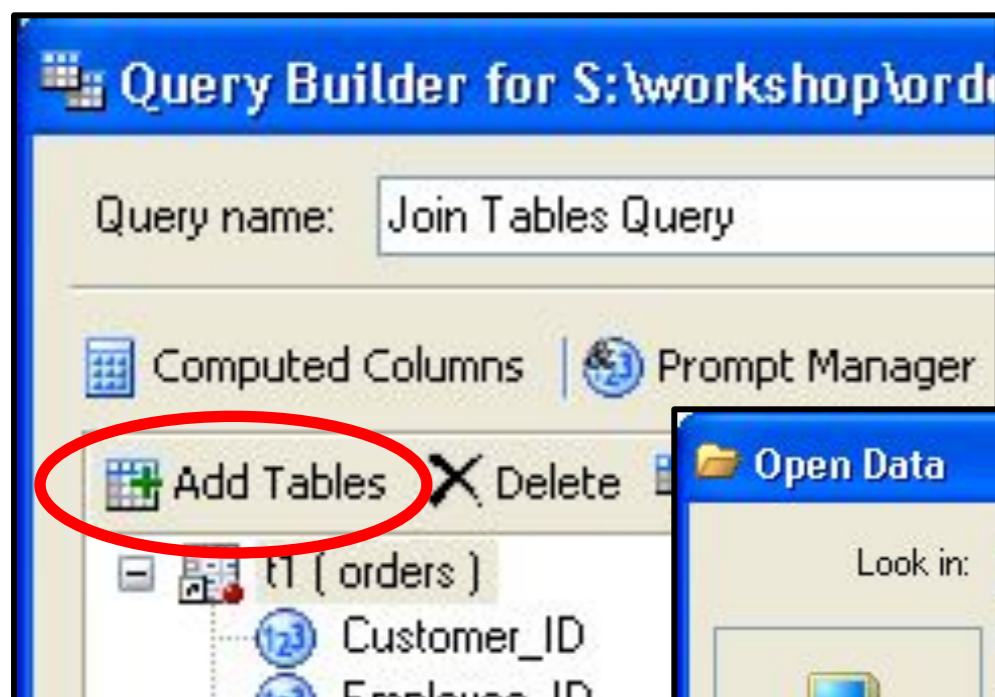 Query Builder for S:\workshop\orde
Query name: Join Tables Query
Computed Columns Prompt Manager
Add Tables Delete
Open Data
Look in:
t1 ( orders )
Customer_ID
Employee_ID